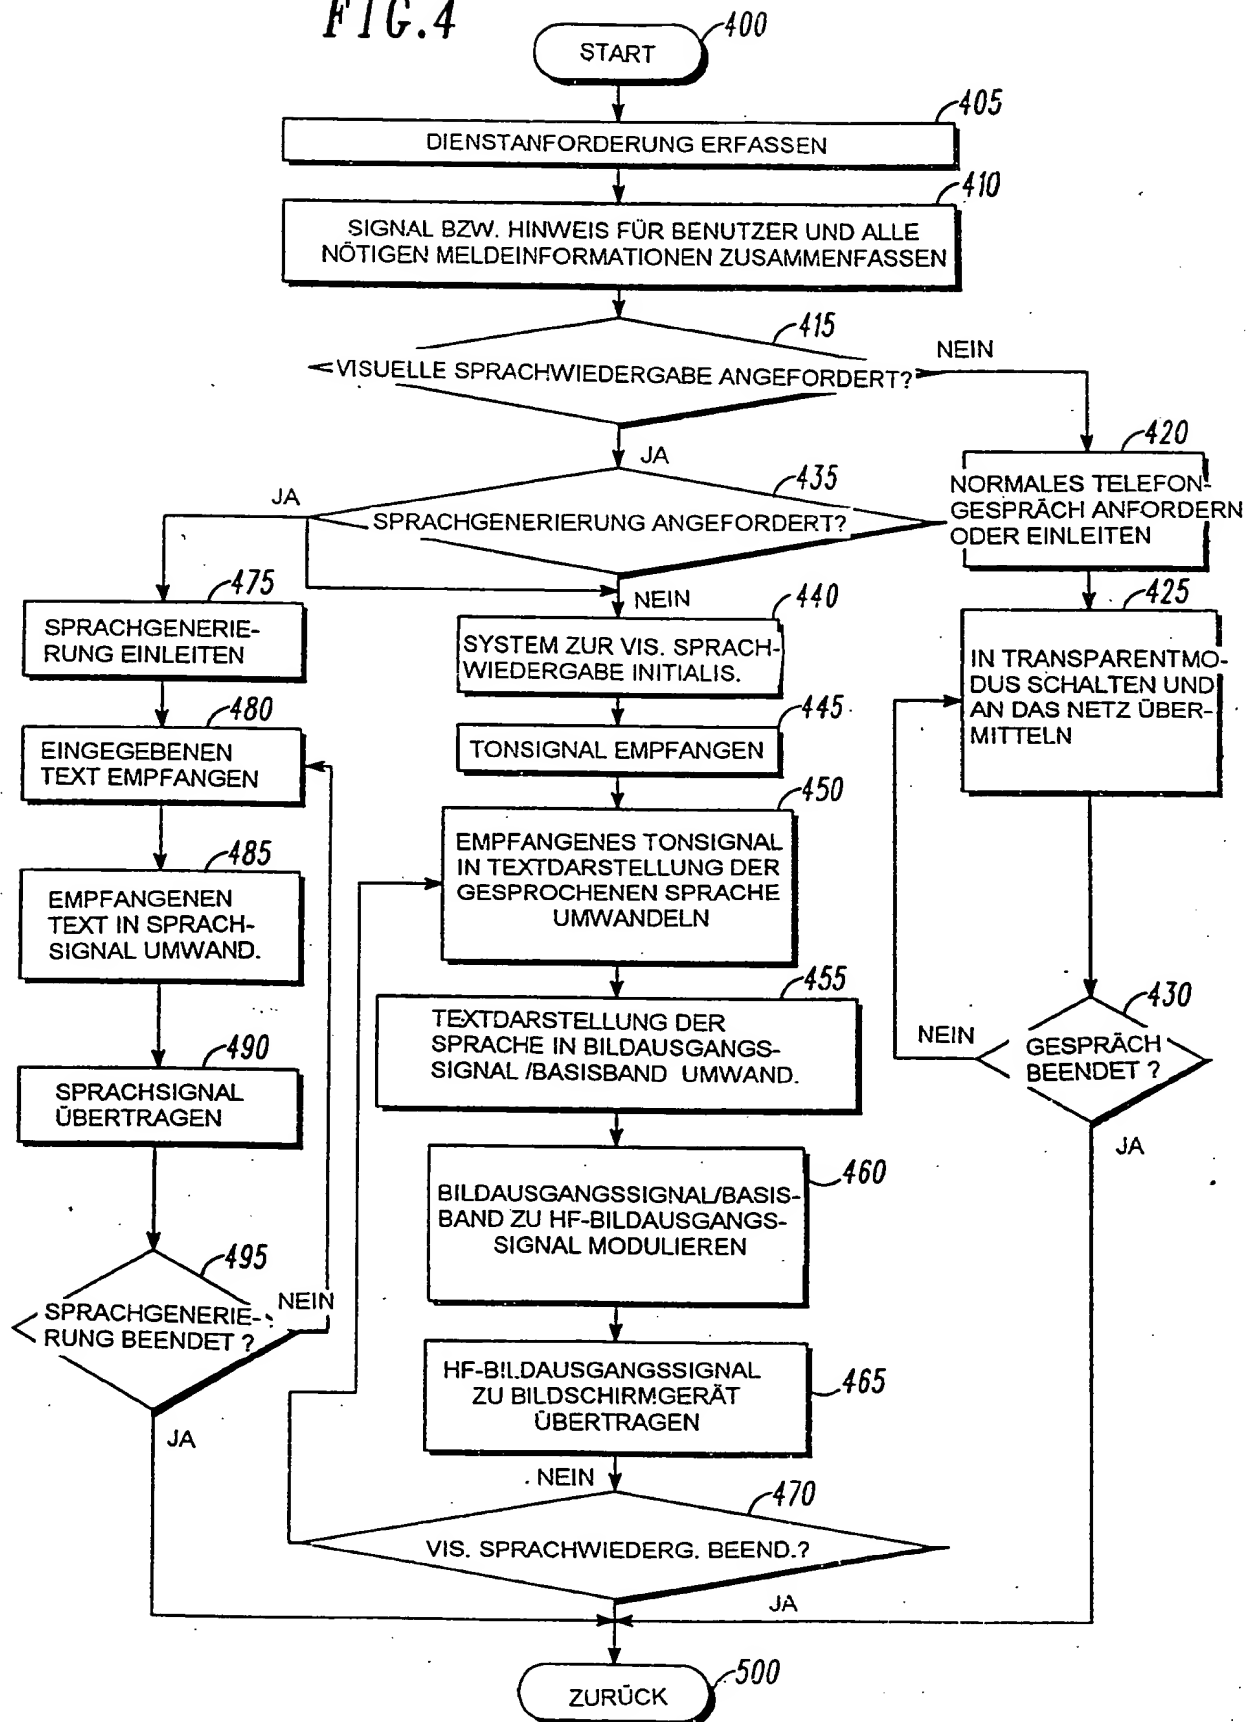 FIG.4
START
400
405
DIENSTANFORDERUNG ERFASSEN
410
SIGNAL BZW. HINWEIS FÜR BENUTZER UND ALLE
NÖTIGEN MELDEINFORMATIONEN ZUSAMMENFASSEN
415
VISUELLE SPRACHWIEDERGABE ANGEFORDERT?
NEIN
JA
420
NORMALES TELEFON-
GESPRÄCH ANFORDERN
ODER EINLEITEN
435
JA
SPRACHGENERIERUNG ANGEFORDERT?
NEIN
425
IN TRANSPARENTMO-
DUS SCHALTEN UND
AN DAS NETZ ÜBER-
MITTELN
475
SPRACHGENERIE-
RUNG EINLEITEN
440
SYSTEM ZUR VIS. SPRACH-
WIEDERGABE INITIALIS.
480
EINGEGEBENEN
TEXT EMPFANGEN
445
TONSIGNAL EMPFANGEN
450
EMPFANGENES TONSIGNAL
IN TEXTDARSTELLUNG DER
GESPROCHENEN SPRACHE
UMWANDELN
485
EMPFANGENEN
TEXT IN SPRACH-
SIGNAL UMWAND.
455
TEXTDARSTELLUNG DER
SPRACHE IN BILDAUSGANGS-
SIGNAL /BASISBAND UMWAND.
430
NEIN
GESPRÄCH
BEENDET ?
JA
490
SPRACHSIGNAL
ÜBERTRAGEN
460
BILDAUSGANGSSIGNAL/BASIS-
BAND ZU HF-BILDAUSGANGS-
SIGNAL MODULIEREN
495
SPRACHGENERIE-
RUNG BEENDET ?
NEIN
JA
465
HF-BILDAUSGANGSSIGNAL
ZU BILDSCHIRMGERÄT
ÜBERTRAGEN
NEIN
470
VIS. SPRACHWIEDERG. BEEND.?
JA
ZURÜCK
500